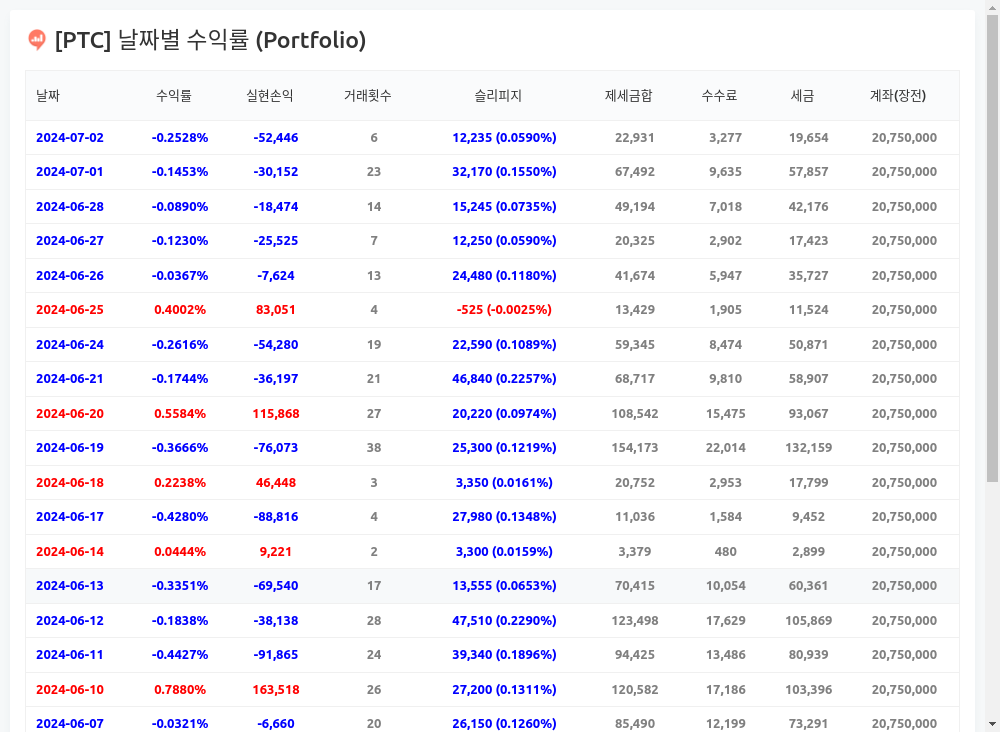 [PTC] 날짜별 수익률 (Portfolio)
날짜 수익률 실현손익 거래횟수 슬리피지 제세금합 수수료 세금 계좌(장전)
2024-07-02 -0.2528% -52,446 6 12,235 (0.0590%) 22,931 3,277 19,654 20,750,000
2024-07-01 -0.1453% -30,152 23 32,170 (0.1550%) 67,492 9,635 57,857 20,750,000
2024-06-28 -0.0890% -18,474 14 15,245 (0.0735%) 49,194 7,018 42,176 20,750,000
2024-06-27 -0.1230% -25,525 7 12,250 (0.0590%) 20,325 2,902 17,423 20,750,000
2024-06-26 -0.0367% -7,624 13 24,480 (0.1180%) 41,674 5,947 35,727 20,750,000
2024-06-25 0.4002% 83,051 4 -525 (-0.0025%) 13,429 1,905 11,524 20,750,000
2024-06-24 -0.2616% -54,280 19 22,590 (0.1089%) 59,345 8,474 50,871 20,750,000
2024-06-21 -0.1744% -36,197 21 46,840 (0.2257%) 68,717 9,810 58,907 20,750,000
2024-06-20 0.5584% 115,868 27 20,220 (0.0974%) 108,542 15,475 93,067 20,750,000
2024-06-19 -0.3666% -76,073 38 25,300 (0.1219%) 154,173 22,014 132,159 20,750,000
2024-06-18 0.2238% 46,448 3 3,350 (0.0161%) 20,752 2,953 17,799 20,750,000
2024-06-17 -0.4280% -88,816 4 27,980 (0.1348%) 11,036 1,584 9,452 20,750,000
2024-06-14 0.0444% 9,221 2 3,300 (0.0159%) 3,379 480 2,899 20,750,000
2024-06-13 -0.3351% -69,540 17 13,555 (0.0653%) 70,415 10,054 60,361 20,750,000
2024-06-12 -0.1838% -38,138 28 47,510 (0.2290%) 123,498 17,629 105,869 20,750,000
2024-06-11 -0.4427% -91,865 24 39,340 (0.1896%) 94,425 13,486 80,939 20,750,000
2024-06-10 0.7880% 163,518 26 27,200 (0.1311%) 120,582 17,186 103,396 20,750,000
2024-06-07 -0.0321% -6,660 20 26,150 (0.1260%) 85,490 12,199 73,291 20,750,000